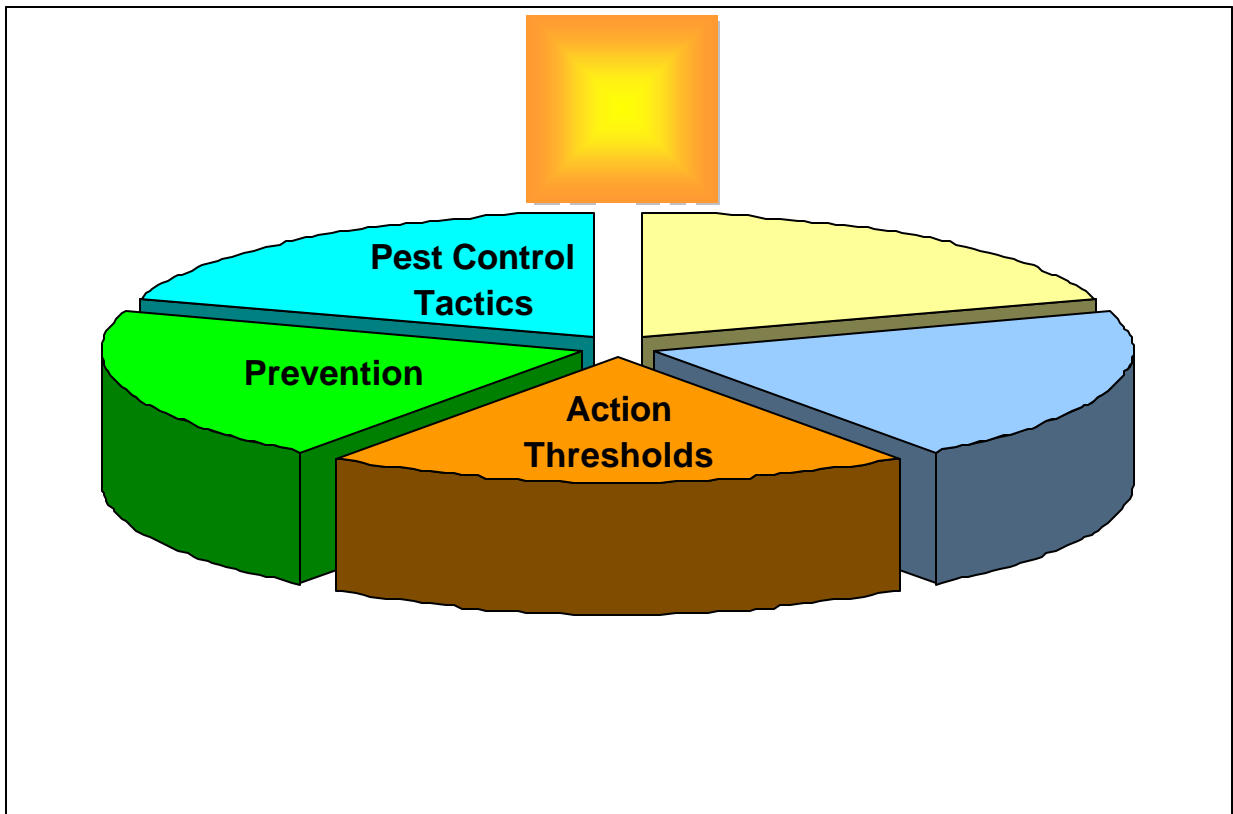 Pest Control
Tactics
Prevention
Action
Thresholds